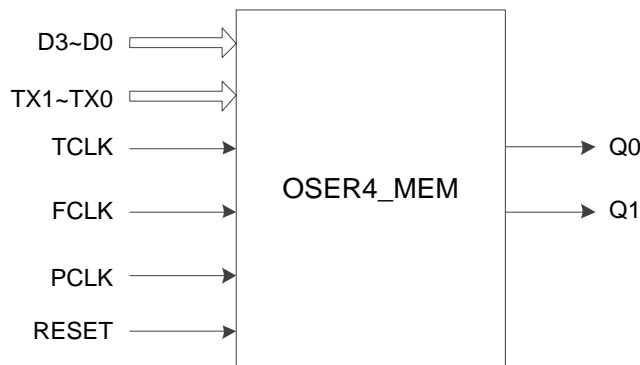 D3~D0
TX1~TX0
TCLK
Q0
OSER4_MEM
FCLK
Q1
PCLK
RESET